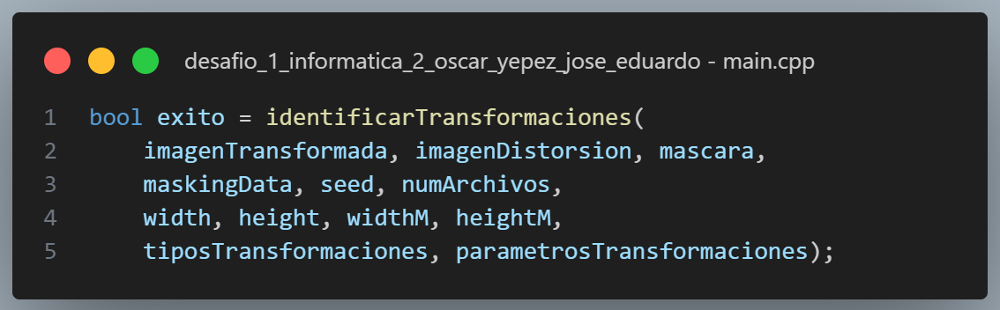 desafio_1_informatica_2_oscar_yepez_jose_eduardo - main.cpp
1 bool exito = identificarTransformaciones(
2     imagenTransformada, imagenDistorsion, mascara,
3     maskingData, seed, numArchivos,
4     width, height, widthM, heightM,
5     tiposTransformaciones, parametrosTransformaciones);